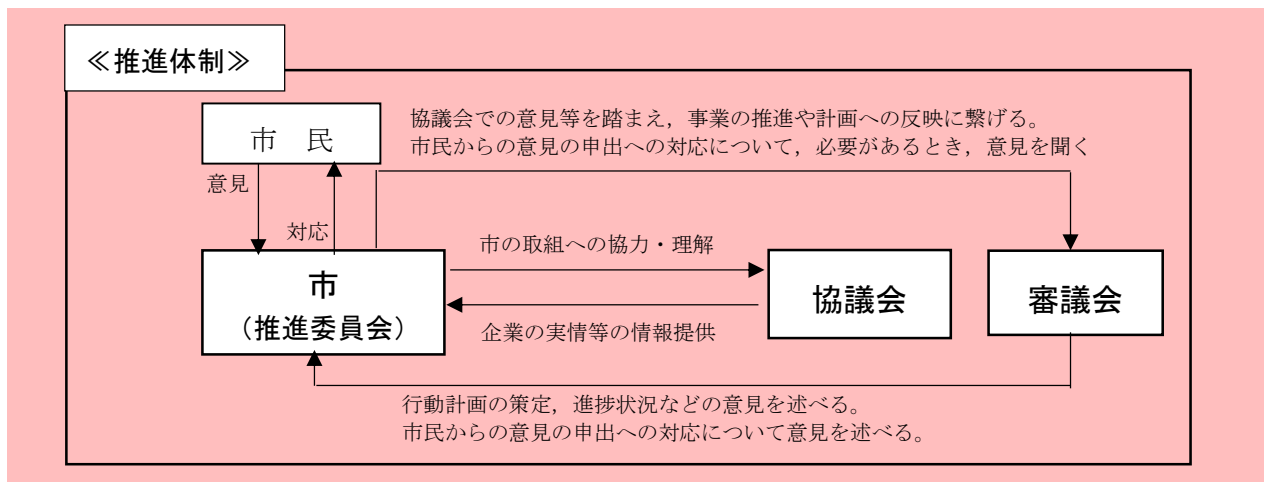 ≪推進体制≫
市　民
協議会での意見等を踏まえ，事業の推進や計画への反映に繋げる。
市民からの意見の申出への対応について，必要があるとき，意見を聞く
意見
対応
市の取組への協力・理解
市
（推進委員会）
協議会
審議会
企業の実情等の情報提供
行動計画の策定，進捗状況などの意見を述べる。
市民からの意見の申出への対応について意見を述べる。